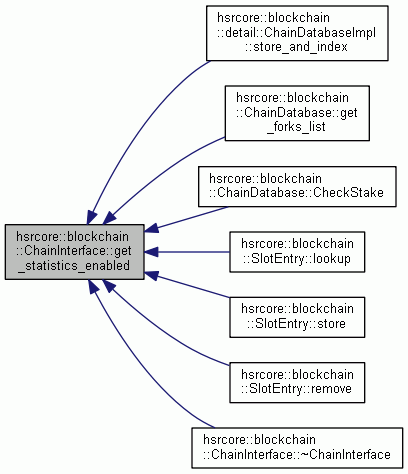 hsrcore::blockchain
::detail::ChainDatabaseImpl
::store_and_index
hsrcore::blockchain
::ChainDatabase::get
_forks_list
hsrcore::blockchain
::ChainDatabase::CheckStake
hsrcore::blockchain
::ChainInterface::get
_statistics_enabled
hsrcore::blockchain
::SlotEntry::lookup
hsrcore::blockchain
::SlotEntry::store
hsrcore::blockchain
::SlotEntry::remove
hsrcore::blockchain
::ChainInterface::~ChainInterface